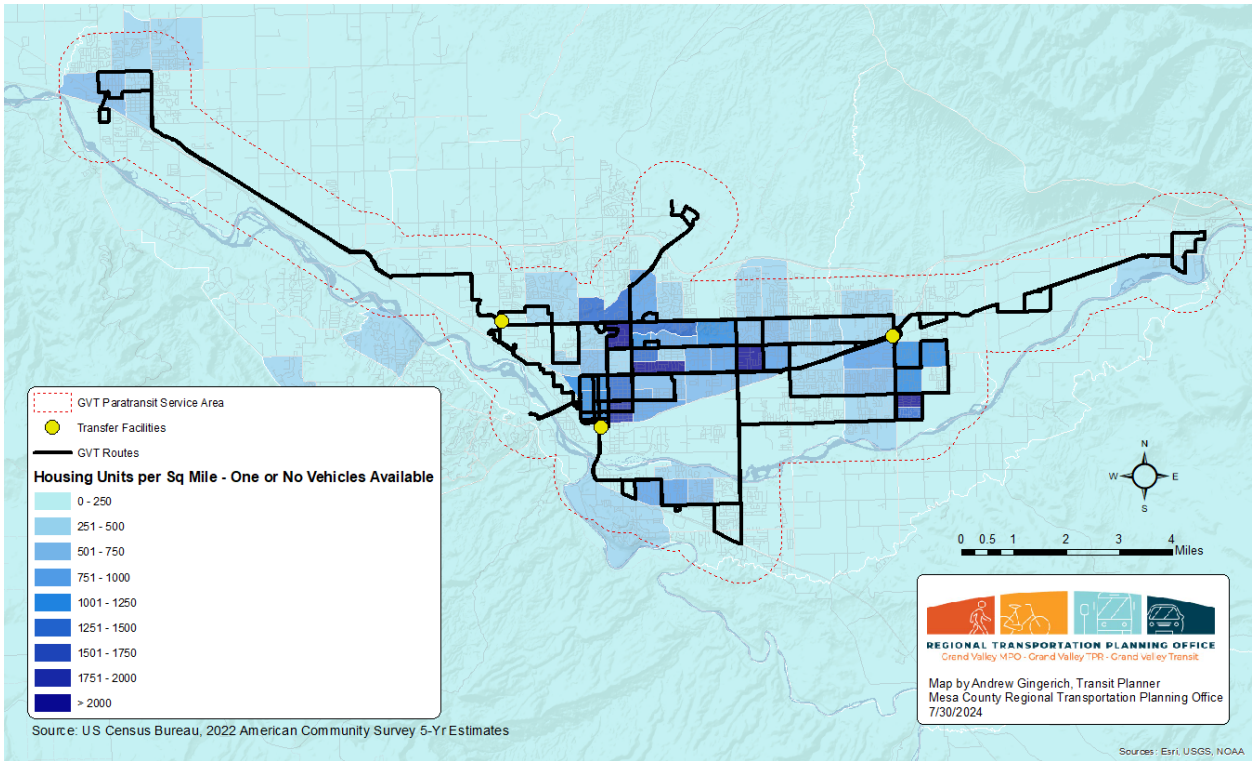 GVT Paratransit Service Area
Transfer Facilities
GVT Routes
Housing Units per Sq Mile - One or No Vehicles Available
0 - 250
251 - 500
501 - 750
751 - 1000
1001 - 1250
1251 - 1500
1501 - 1750
1751 - 2000
> 2000
Source: US Census Bureau, 2022 American Community Survey 5-Yr Estimates
N
W E
S
0 0.5 1 2 3 4
Miles
REGIONAL TRANSPORTATION PLANNING OFFICE
Grand Valley MPO - Grand Valley TPR - Grand Valley Transit
Map by Andrew Gingerich, Transit Planner
Mesa County Regional Transportation Planning Office
7/30/2024
Sources: Esri, USGS, NOAA